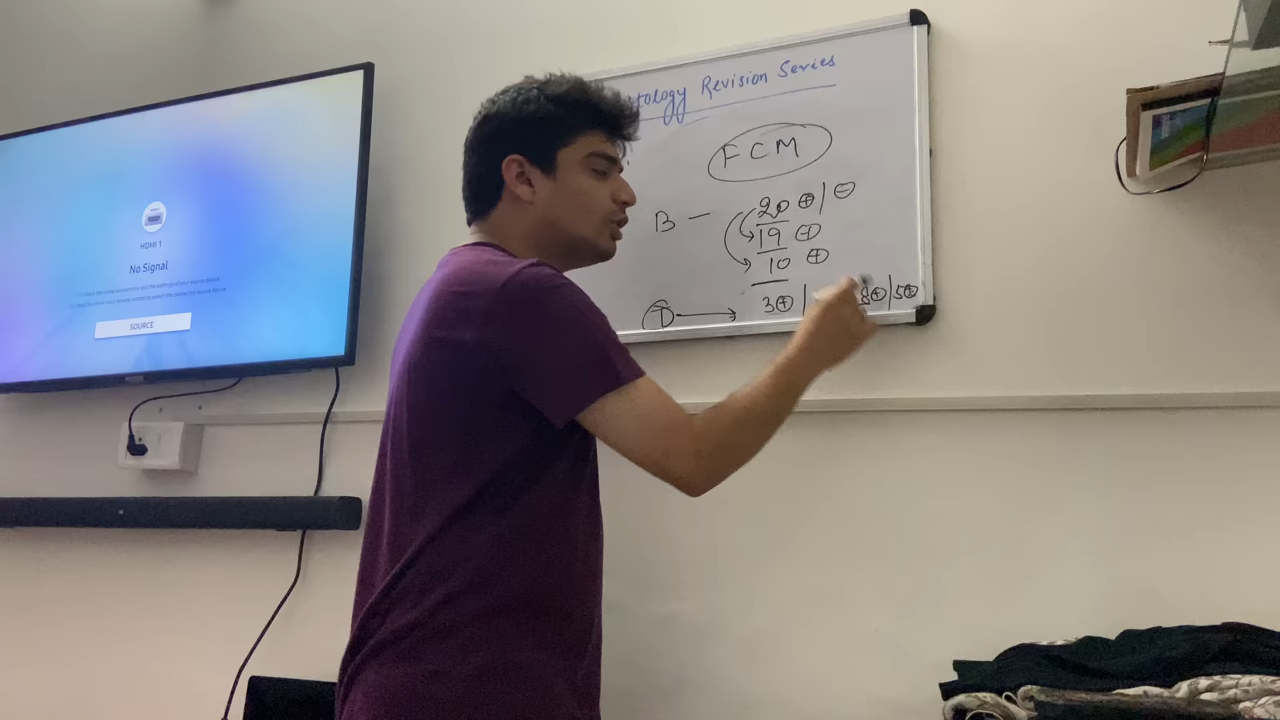 HDMI 1
No Signal
SOURCE
Revision Series
FCM
B – 20 ⊕ | ⊖
19 ⊕
10 ⊕
T → 3⊕ | 8⊕ | 5⊕